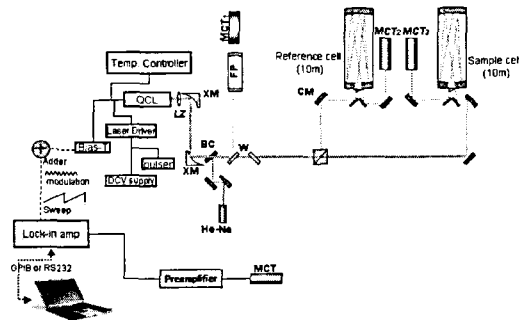 MCT₁
Temp. Controller
FP
Reference cell
(10m)
MCT₂
MCT₃
Sample cell
(10m)
QCL
LZ
XM
CM
Laser Driver
Bias-T
pulser
DCV supply
Adder
modulation
Sweep
XM
BC
W
He-Ne
Lock-in amp
GPIB or RS232
Preamplifier
MCT